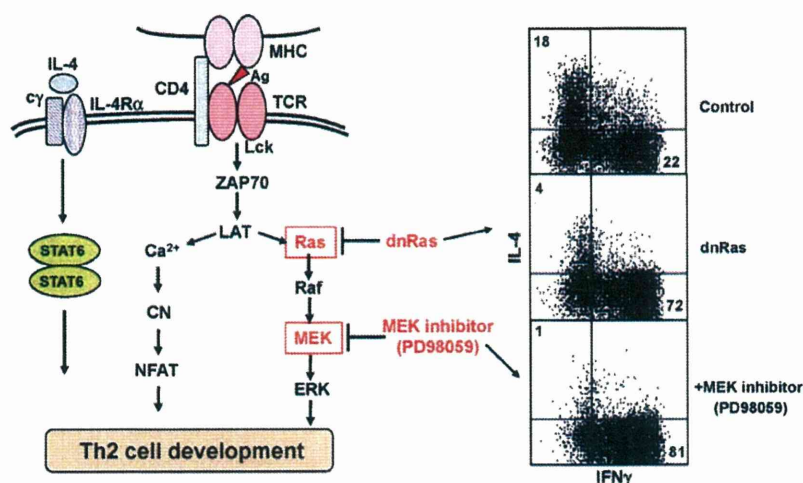 IL-4
cγ
IL-4Rα
CD4
MHC
Ag
TCR
Lck
ZAP70
LAT
Ca2+
CN
NFAT
STAT6
STAT6
Ras
dnRas
Raf
MEK
MEK inhibitor
(PD98059)
ERK
Th2 cell development
18
22
Control
4
72
dnRas
1
81
+MEK inhibitor
(PD98059)
IL-4
IFNγ